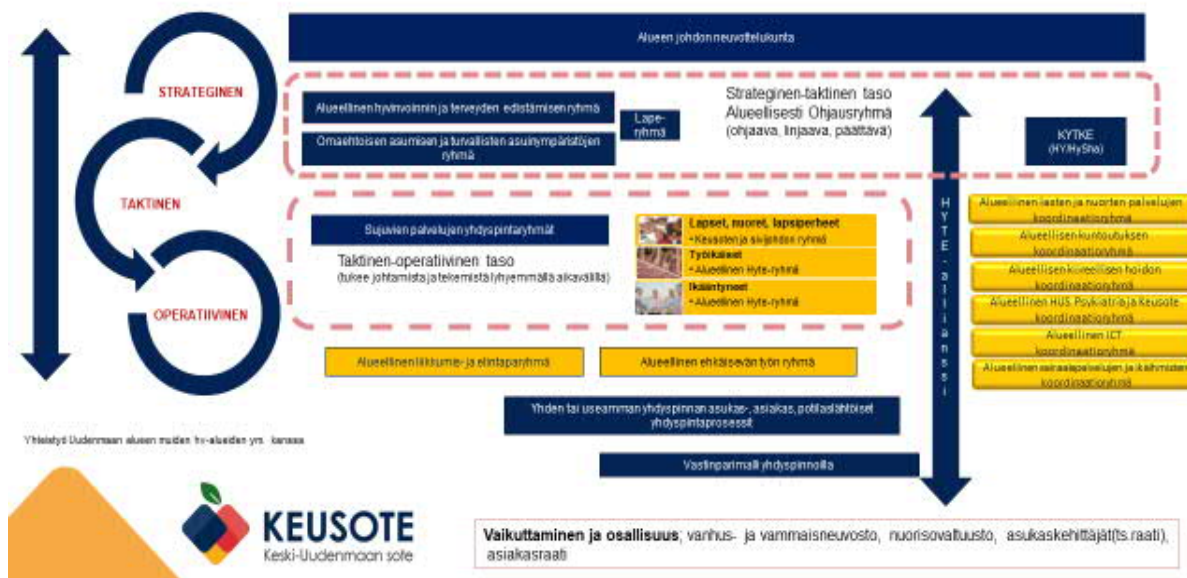 Alueen johdon neuvottelukunta
STRATEGINEN
Alueellinen hyvinvoinnin ja terveyden edistämisen ryhmä
Omaehtoisen asumisen ja turvallisten asuinympäristöjen
ryhmä
Lape-
ryhmä
Strateginen-taktinen taso
Alueellisesti Ohjausryhmä
(ohjaava, linjaava, päättävä)
KYTKE
(HY/HySha)
TAKTINEN
Sujuvien palvelujen yhdyspintaryhmät
Taktinen-operatiivinen taso
(tukee johtamista ja tekemistä lyhyemmällä aikavälillä)
Lapset, nuoret, lapsiperheet
• Keusoten ja sivijohdon ryhmä
Työikäiset
• Alueellinen Hyte-ryhmä
Ikääntyneet
• Alueellinen Hyte-ryhmä
HYTE-allianssi
Alueellinen lasten ja nuorten palvelujen
koordinaatioryhmä
Alueellisen kuntoutuksen
koordinaatioryhmä
Alueellisen kiireellisen hoidon
koordinaatioryhmä
Alueellinen HUS Psykiatria ja Keusote
koordinaatioryhmä
Alueellinen ICT
koordinaatioryhmä
Alueellinen sairaalapalvelujen ja ikäihmisten
koordinaatioryhmä
OPERATIIVINEN
Alueellinen liikkumis- ja elintaparyhmä
Alueellinen ehkäisevän työn ryhmä
Yhden tai useamman yhdyspinnan asukas-, asiakas, potilaslähtöiset
yhdyspintaprosessit
Vastinparimalli yhdyspinnoilla
Yhteistyö Uudenmaan alueen muiden hv-alueiden ym. kanssa
KEUSOTE
Keski-Uudenmaan sote
Vaikuttaminen ja osallisuus; vanhus- ja vammaisneuvosto, nuorisovaltuusto, asukaskehittäjät(ts.raati),
asiakasraati